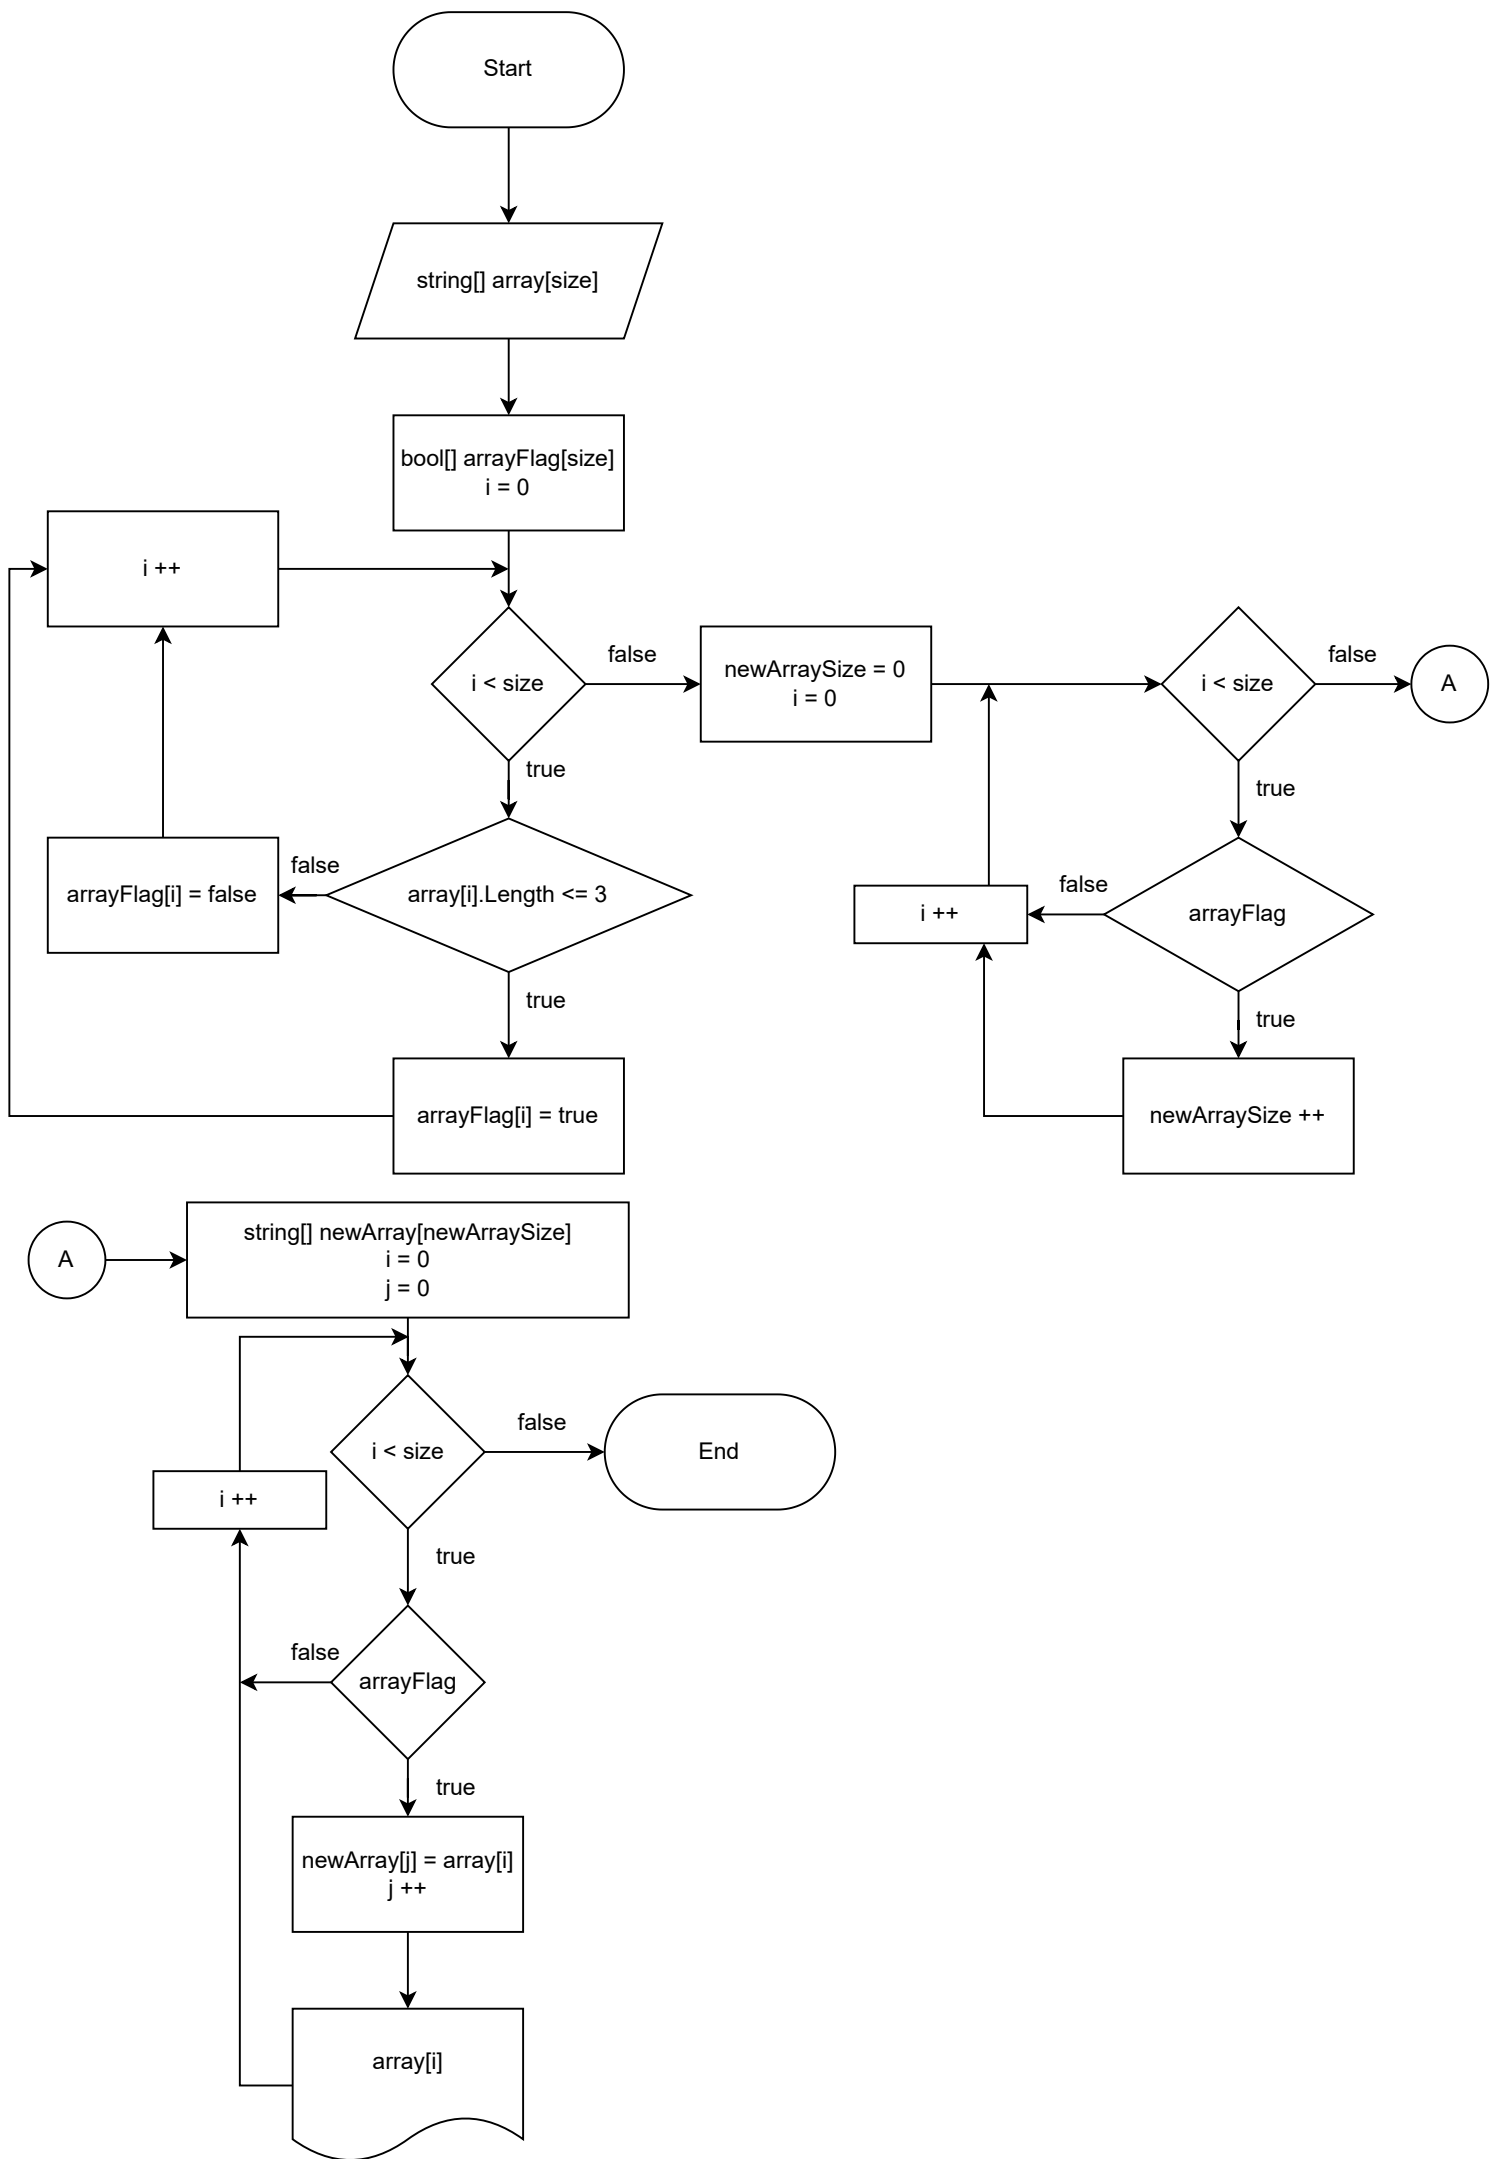 Start
string[] array[size]
bool[] arrayFlag[size]
i = 0
i ++
i < size
false
newArraySize = 0
i = 0
i < size
false
A
true
true
array[i].Length <= 3
false
arrayFlag[i] = false
false
i ++
arrayFlag
true
true
arrayFlag[i] = true
newArraySize ++
A
string[] newArray[newArraySize]
i = 0
j = 0
i < size
false
End
i ++
true
false
arrayFlag
true
newArray[j] = array[i]
j ++
array[i]